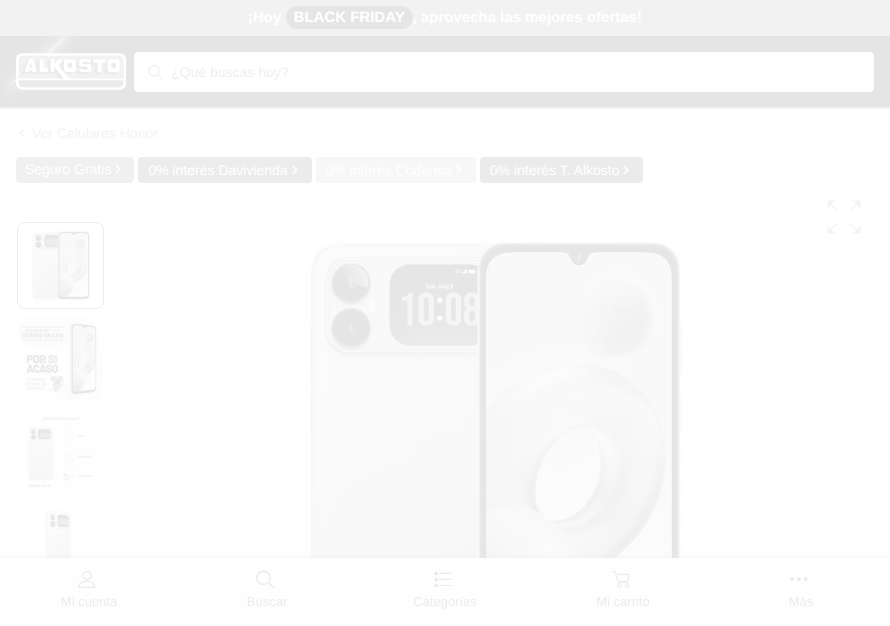 ¡Hoy BLACK FRIDAY, aprovecha las mejores ofertas!
ALKOSTO
¿Qué buscas hoy?
Ver Celulares Honor
Seguro Gratis
0% interés Davivienda
0% interés Codensa
0% interés T. Alkosto
10:08
POR SI
ACASO
Mi cuenta
Buscar
Categorías
Mi carrito
Más